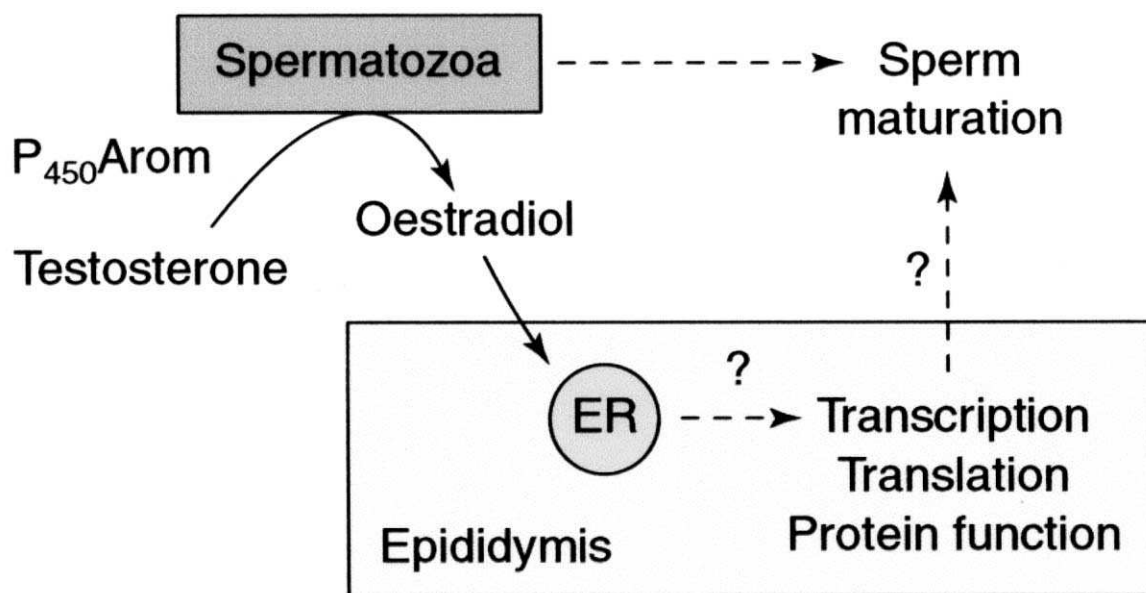 Spermatozoa
Sperm
maturation
P₄₅₀Arom
Oestradiol
Testosterone
?
?
ER
Transcription
Translation
Protein function
Epididymis